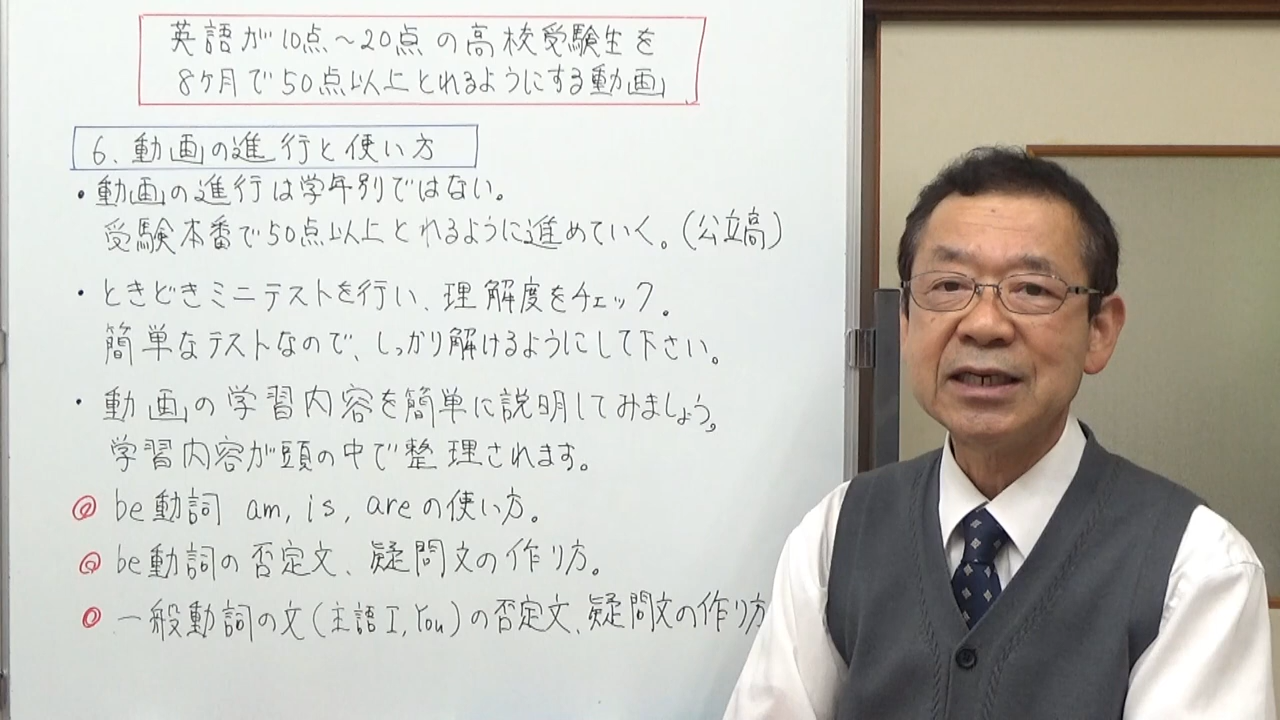 英語が10点～20点の高校受験生を
8ヶ月で50点以上とれるようにする動画
6、動画の進行と使い方
・動画の進行は学年別ではない。
受験本番で50点以上とれるように進めていく。(公立高)
・ときどきミニテストを行い、理解度をチェック。
簡単なテストなので、しっかり解けるようにして下さい。
・動画の学習内容を簡単に説明してみましょう。
学習内容が頭の中で整理されます。
◎ be動詞 am, is, areの使い方。
◎ be動詞の否定文、疑問文の作り方。
◎ 一般動詞の文(主語I, You)の否定文、疑問文の作り方